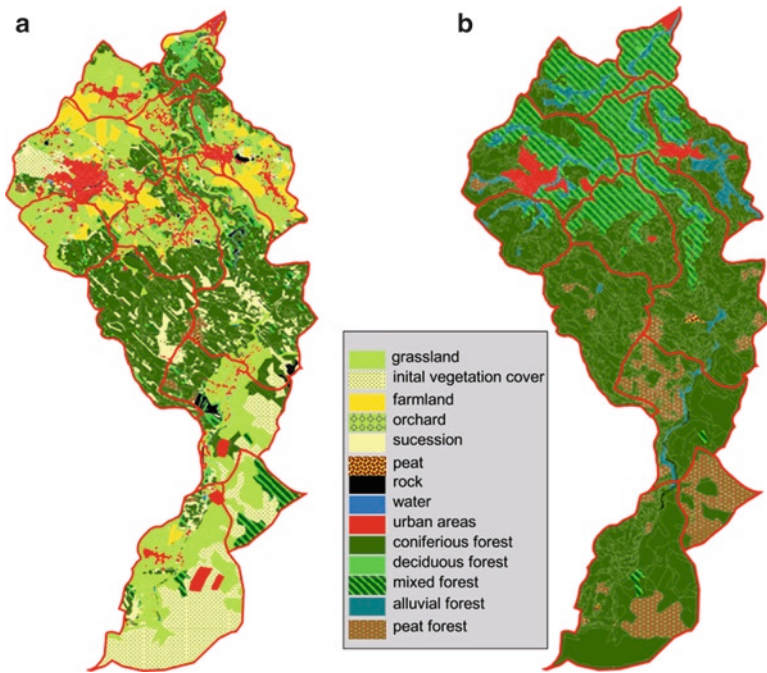 a
b
grassland
inital vegetation cover
farmland
orchard
sucession
peat
rock
water
urban areas
coniferious forest
deciduous forest
mixed forest
alluvial forest
peat forest